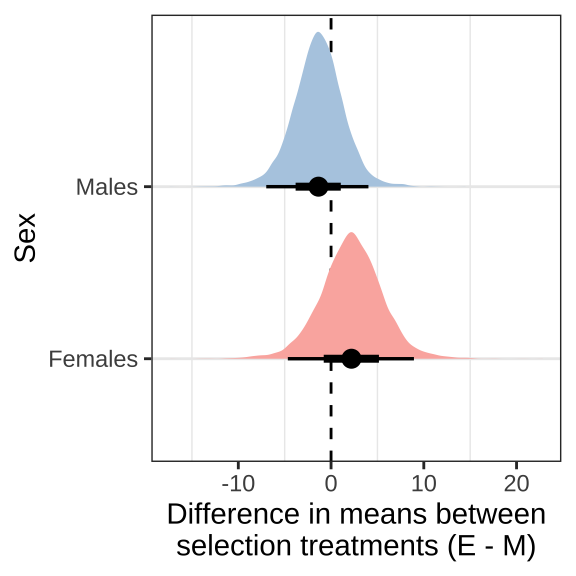 Sex
Males
Females
-10 0 10 20
Difference in means between
selection treatments (E - M)